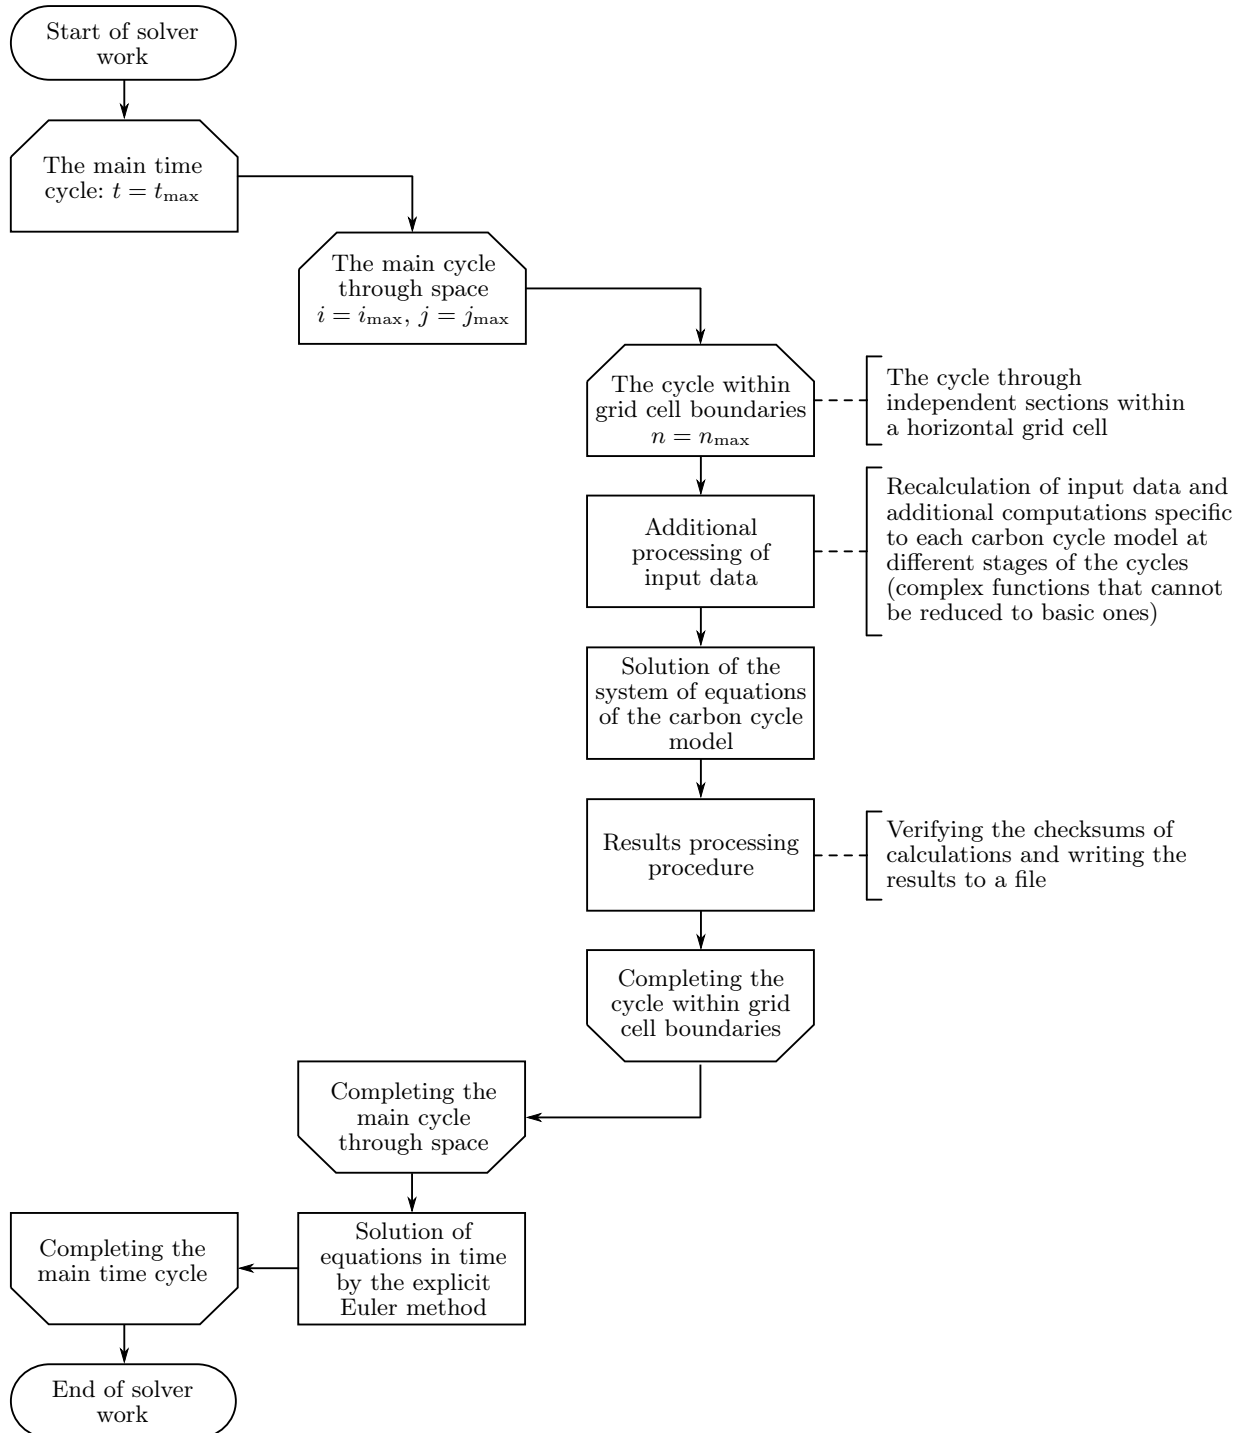 Start of solver
work
The main time
cycle: t = tmax
The main cycle
through space
i = imax, j = jmax
The cycle within
grid cell boundaries
n = nmax
The cycle through
independent sections within
a horizontal grid cell
Additional
processing of
input data
Recalculation of input data and
additional computations specific
to each carbon cycle model at
different stages of the cycles
(complex functions that cannot
be reduced to basic ones)
Solution of the
system of equations
of the carbon cycle
model
Results processing
procedure
Verifying the checksums of
calculations and writing the
results to a file
Completing the
cycle within grid
cell boundaries
Completing the
main cycle
through space
Solution of
equations in time
by the explicit
Euler method
Completing the
main time cycle
End of solver
work